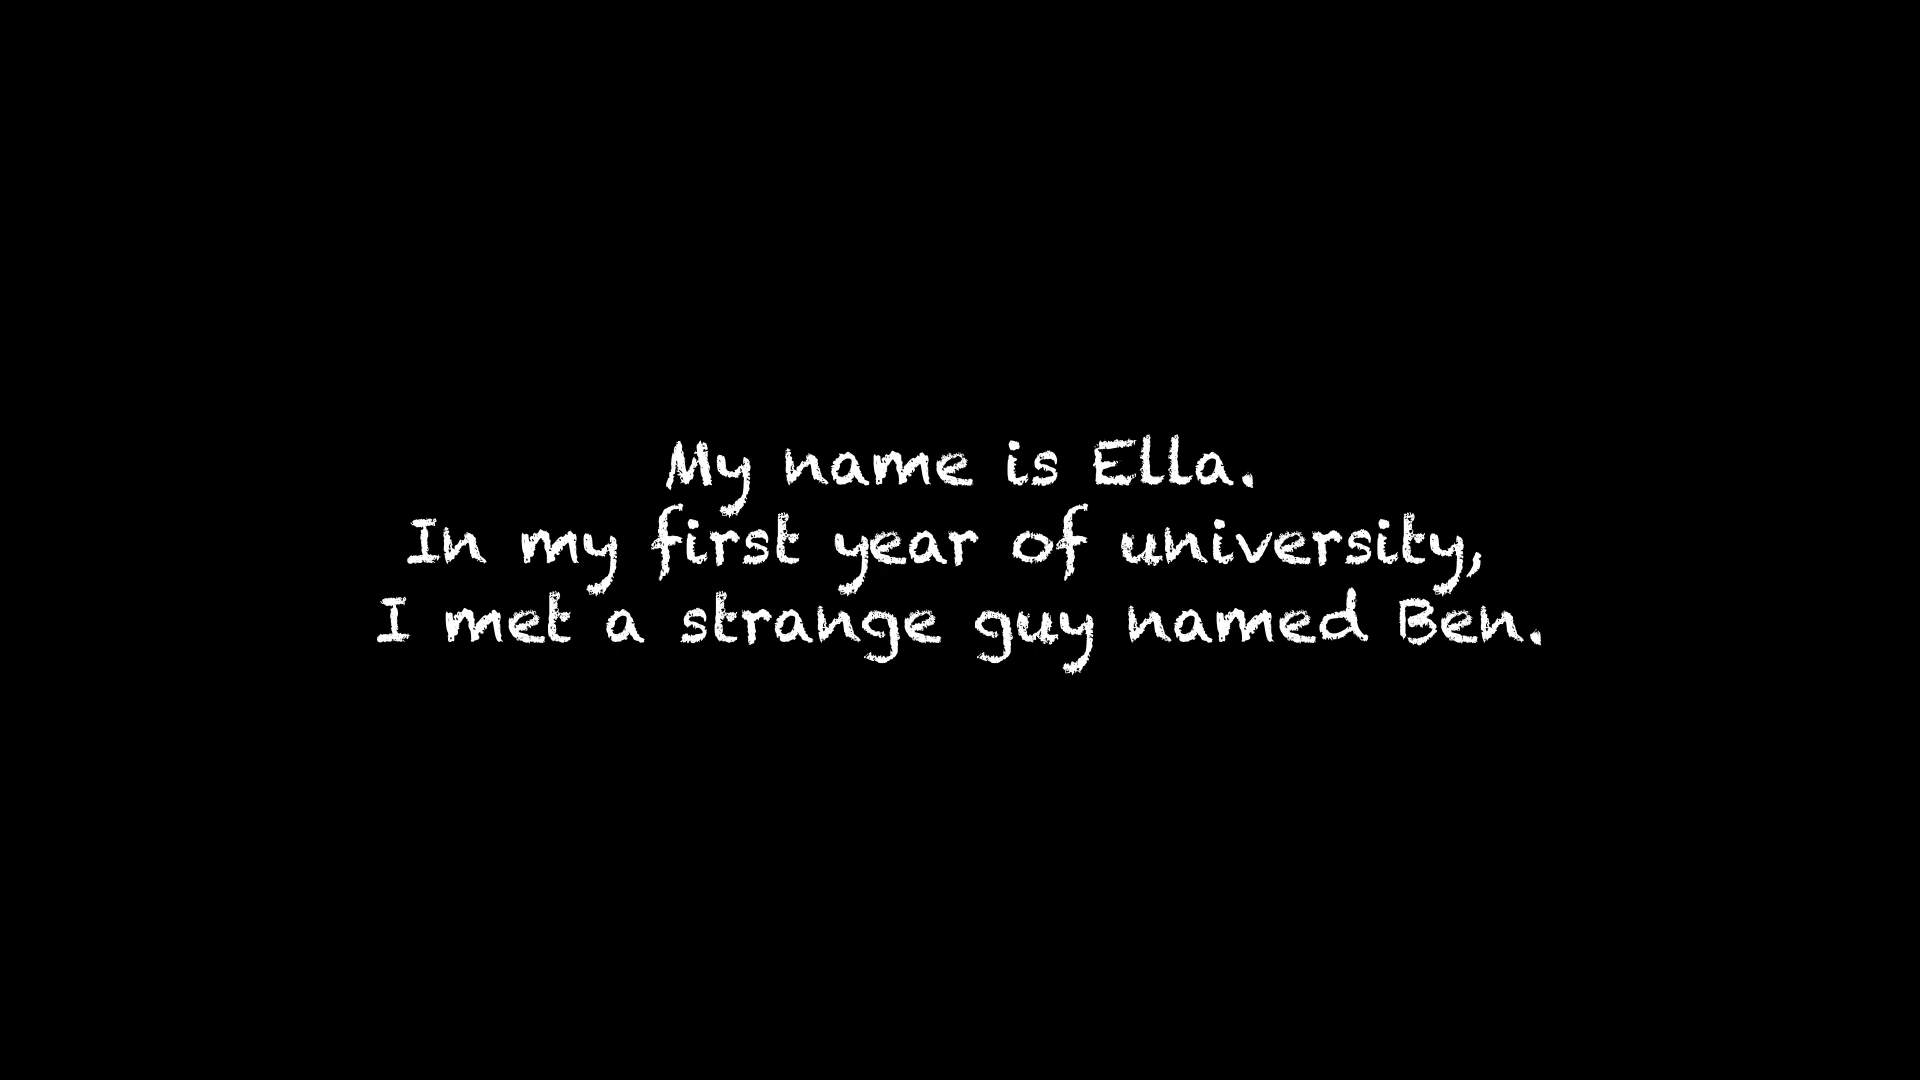 My name is Ella.
In my first year of university,
I met a strange guy named Ben.